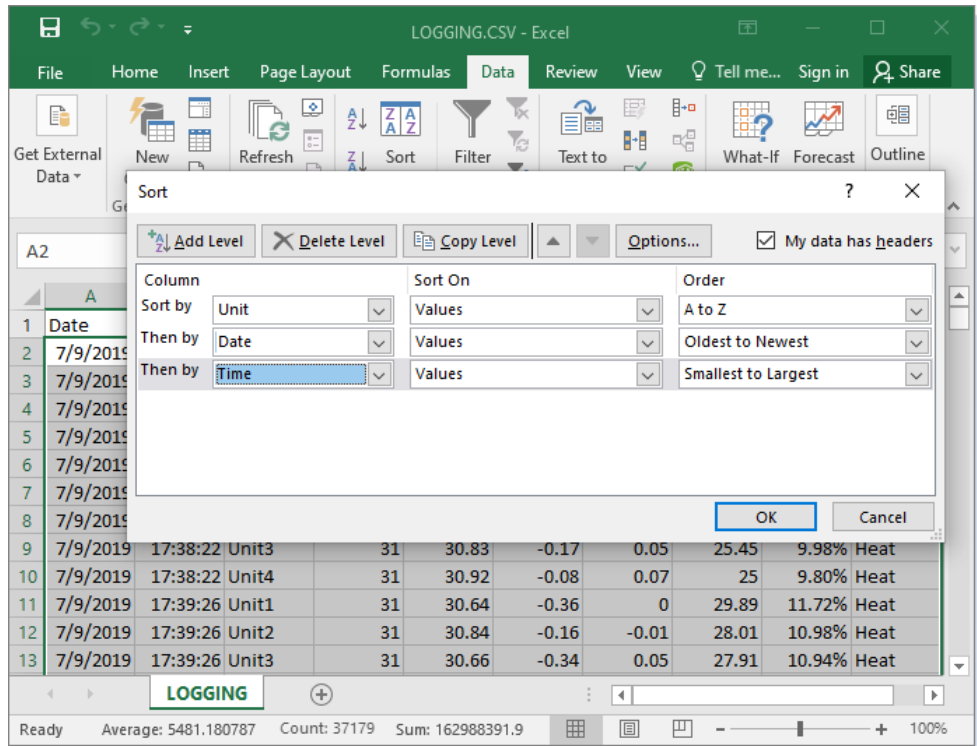 LOGGING.CSV - Excel
File Home Insert Page Layout Formulas Data Review View Tell me... Sign in Share
Get External Data
New
Refresh
Sort
Filter
Text to
What-If
Forecast
Outline
Sort ? ×
Add Level Delete Level Copy Level Options... My data has headers
Column Sort On Order
Sort by Unit Values A to Z
Then by Date Values Oldest to Newest
Then by Time Values Smallest to Largest
OK Cancel
A2
A
1 Date
2 7/9/2019
3 7/9/2019
4 7/9/2019
5 7/9/2019
6 7/9/2019
7 7/9/2019
8 7/9/2019
9 7/9/2019 17:38:22 Unit3 31 30.83 -0.17 0.05 25.45 9.98% Heat
10 7/9/2019 17:38:22 Unit4 31 30.92 -0.08 0.07 25 9.80% Heat
11 7/9/2019 17:39:26 Unit1 31 30.64 -0.36 0 29.89 11.72% Heat
12 7/9/2019 17:39:26 Unit2 31 30.84 -0.16 -0.01 28.01 10.98% Heat
13 7/9/2019 17:39:26 Unit3 31 30.66 -0.34 0.05 27.91 10.94% Heat
LOGGING
Ready Average: 5481.180787 Count: 37179 Sum: 162988391.9 100%